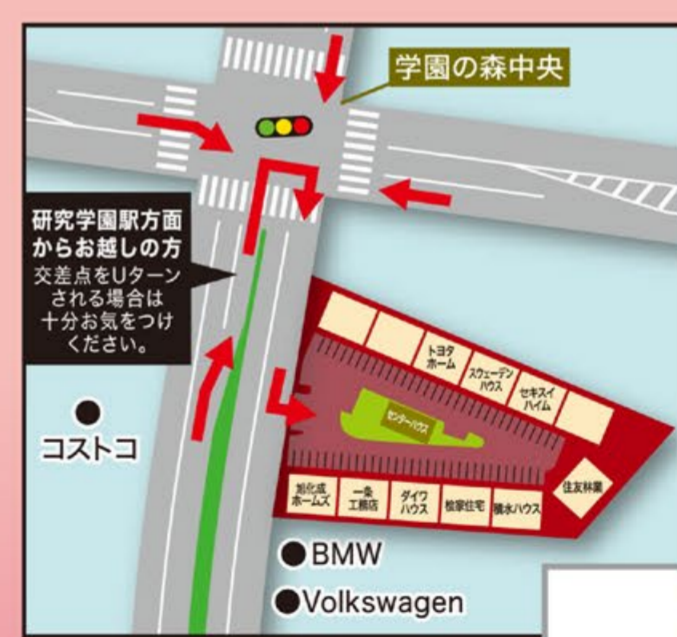 学園の森中央
研究学園駅方面
からお越しの方
交差点をUターン
される場合は
十分お気をつけ
ください。
トヨタ
ホーム
スウェーデン
ハウス
セキスイ
ハイム
センターハウス
コストコ
旭化成
ホームズ
一条
工務店
ダイワ
ハウス
桧家住宅
積水ハウス
住友林業
●BMW
●Volkswagen